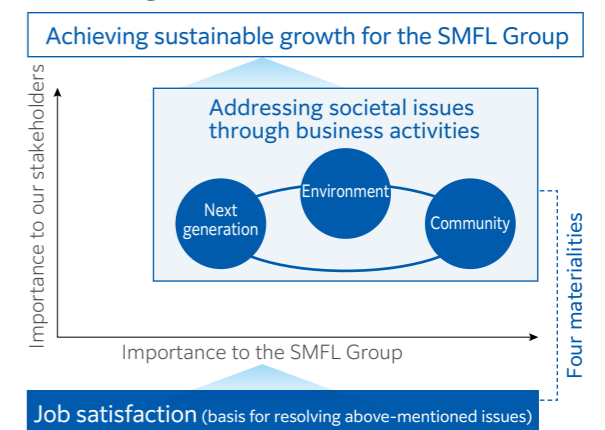 Achieving sustainable growth for the SMFL Group
Importance to our stakeholders
Addressing societal issues
through business activities
Environment
Next
generation
Community
Four materialities
Importance to the SMFL Group
Job satisfaction (basis for resolving above-mentioned issues)